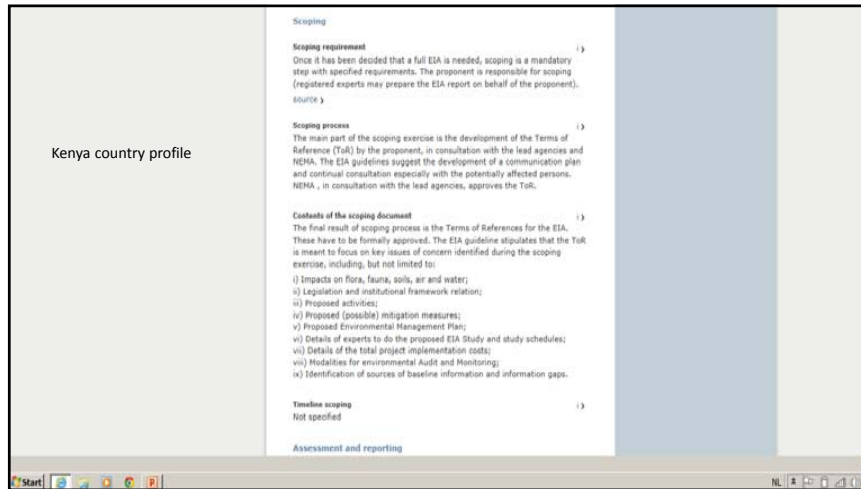 Kenya country profile
Scoping
Scoping requirement
Once it has been decided that a full EIA is needed, scoping is a mandatory
step with specified requirements. The proponent is responsible for scoping
(registered experts may prepare the EIA report on behalf of the proponent).
source
Scoping process
The main part of the scoping exercise is the development of the Terms of
Reference (ToR) by the proponent, in consultation with the lead agencies and
NEMA. The EIA guidelines suggest the development of a communication plan
and continual consultation especially with the potentially affected persons.
NEMA , in consultation with the lead agencies, approves the ToR.
Contents of the scoping document
The final result of scoping process is the Terms of References for the EIA.
These have to be formally approved. The EIA guideline stipulates that the ToR
is meant to focus on key issues of concern identified during the scoping
exercise, including, but not limited to:
i) Impacts on flora, fauna, soils, air and water;
ii) Legislation and institutional framework relation;
iii) Proposed activities;
iv) Proposed (possible) mitigation measures;
v) Proposed Environmental Management Plan;
vi) Details of experts to do the proposed EIA Study and study schedules;
vii) Details of the total project implementation costs;
viii) Modalities for environmental Audit and Monitoring;
ix) Identification of sources of baseline information and information gaps.
Timeline scoping
Not specified
Assessment and reporting
Start
NL